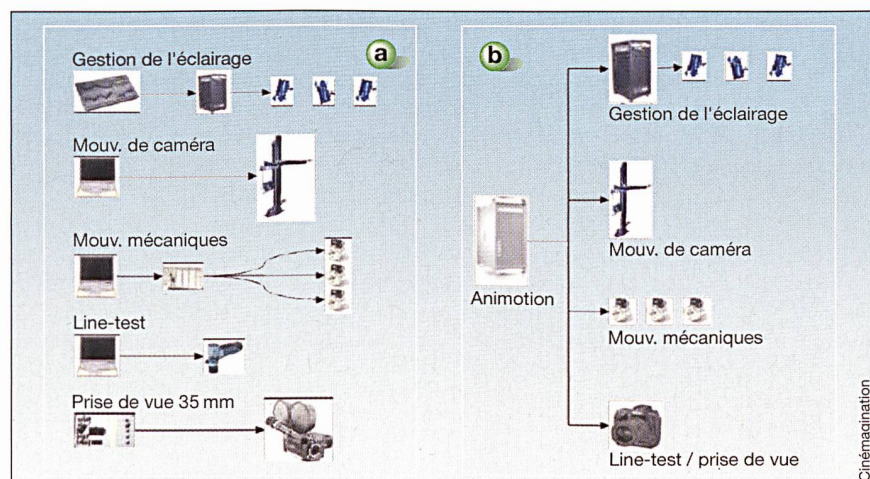 a
Gestion de l'éclairage
Mouv. de caméra
Mouv. mécaniques
Line-test
Prise de vue 35 mm
b
Gestion de l'éclairage
Mouv. de caméra
Animotion
Mouv. mécaniques
Line-test / prise de vue
Cinémagination